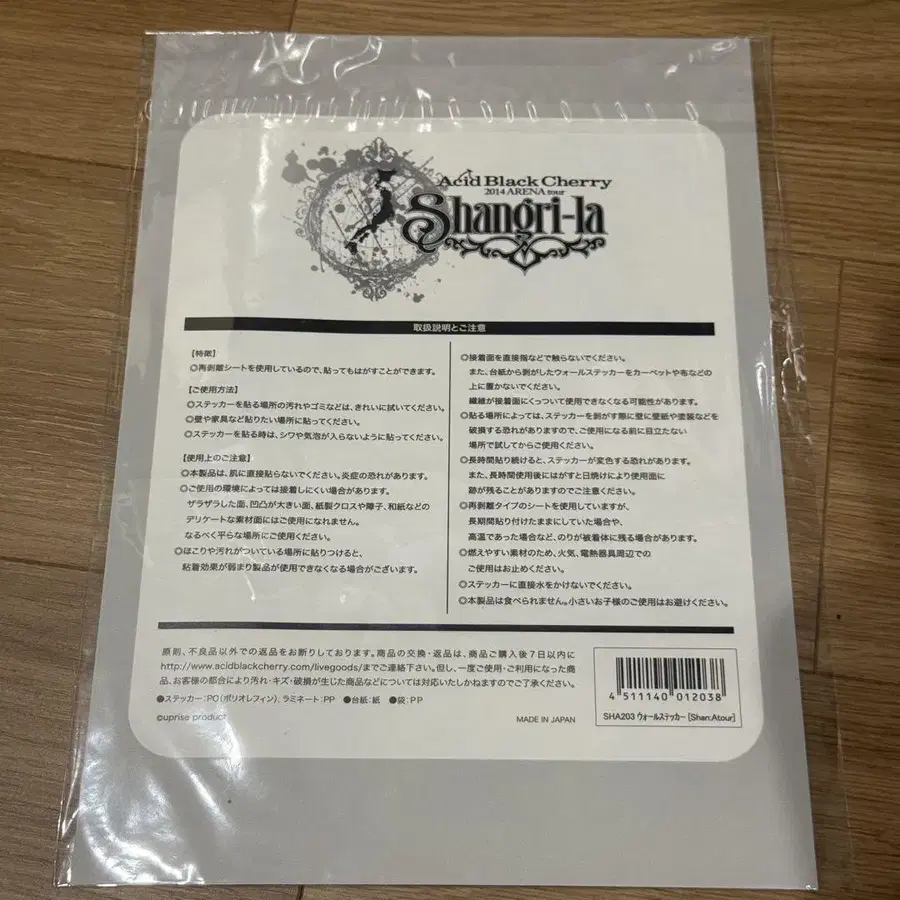 Acid Black Cherry
2014 ARENA tour
Shangri-la
取扱説明とご注意
【特徴】
◎再剥離シートを使用しているので、貼ってもはがすことができます。
【ご使用方法】
◎ステッカーを貼る場所の汚れやゴミなどは、きれいに拭いてください。
◎壁や家具など貼りたい場所に貼ってください。
◎ステッカーを貼る時は、シワや気泡が入らないように貼ってください。
【使用上のご注意】
◎本製品は、肌に直接貼らないでください。炎症の恐れがあります。
◎ご使用の環境によっては接着しにくい場合があります。
ザラザラした面、凹凸が大きい面、紙製クロスや障子、和紙などの
デリケートな素材面にはご使用になれません。
なるべく平らな場所にご使用ください。
◎ほこりや汚れがついている場所に貼りつけると、
粘着効果が弱まり製品が使用できなくなる場合がございます。
◎接着面を直接指などで触らないでください。
また、台紙から剥がしたウォールステッカーをカーペットや布などの
上に置かないでください。
繊維が接着面にくっついて使用できなくなる可能性があります。
◎貼る場所によっては、ステッカーを剥がす際に壁に壁紙や塗装などを
破損する恐れがありますので、ご使用になる前に目立たない
場所で試してからご使用ください。
◎長時間貼り続けると、ステッカーが変色する恐れがあります。
また、長時間使用後にはがすと日焼けにより使用面に
跡が残ることがありますのでご注意ください。
◎再剥離タイプのシートを使用していますが、
長期間貼り付けたままにしていた場合や、
高温であった場合など、のりが被着体に残る場合があります。
◎燃えやすい素材のため、火気、電熱器具周辺での
ご使用はお止めください。
◎ステッカーに直接水をかけないでください。
◎本製品は食べられません。小さいお子様のご使用はお避けください。
原則、不良品以外での返品をお断りしております。商品の交換・返品は、商品ご購入後7日以内に
http://www.acidblackcherry.com/livegoods/までご連絡下さい。但し、一度ご使用・ご利用になった商
品、お客様の都合により汚れ・キズ・破損が生じた商品などについては対応いたしかねますのでご了承ください。
●ステッカー:PO(ポリオレフィン)、ラミネート:PP ●台紙:紙 ●袋:PP
©uprise product
MADE IN JAPAN
4 511140 012038
SHA203 ウォールステッカー [Shan:Atour]